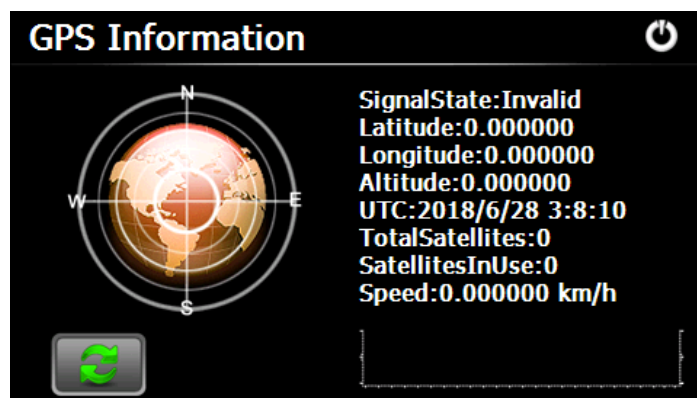 GPS Information
N
W
E
S
SignalState:Invalid
Latitude:0.000000
Longitude:0.000000
Altitude:0.000000
UTC:2018/6/28 3:8:10
TotalSatellites:0
SatellitesInUse:0
Speed:0.000000 km/h